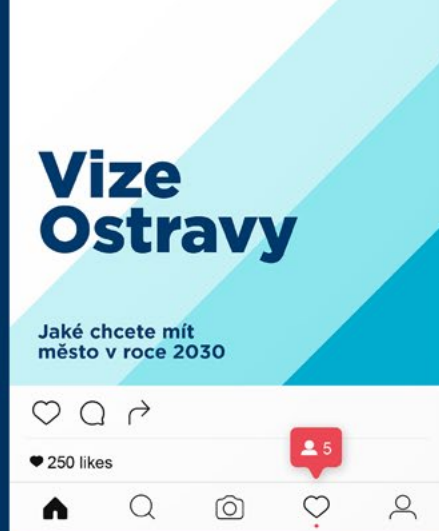 Vize
Ostravy
Jaké chcete mít
město v roce 2030
250 likes
5